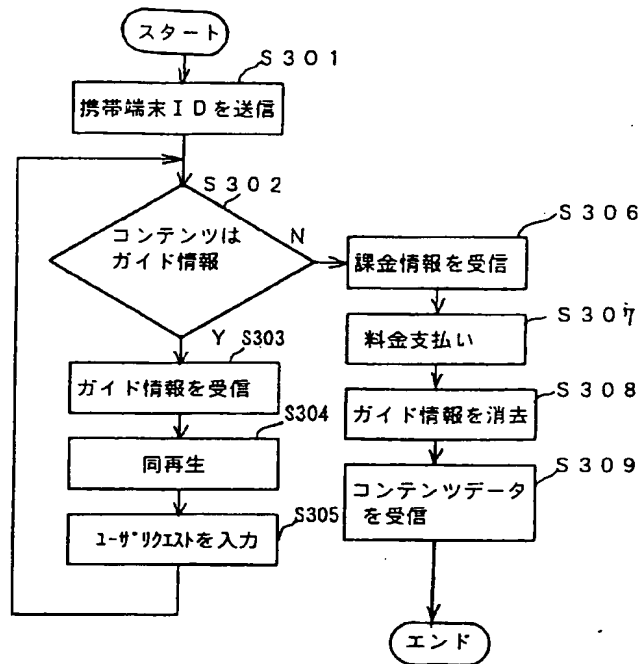 スタート
S301
携帯端末IDを送信
S302
コンテンツは
ガイド情報
N
Y
S303
ガイド情報を受信
S304
同再生
S305
ユーザリクエストを入力
S306
課金情報を受信
S307
料金支払い
S308
ガイド情報を消去
S309
コンテンツデータ
を受信
エンド